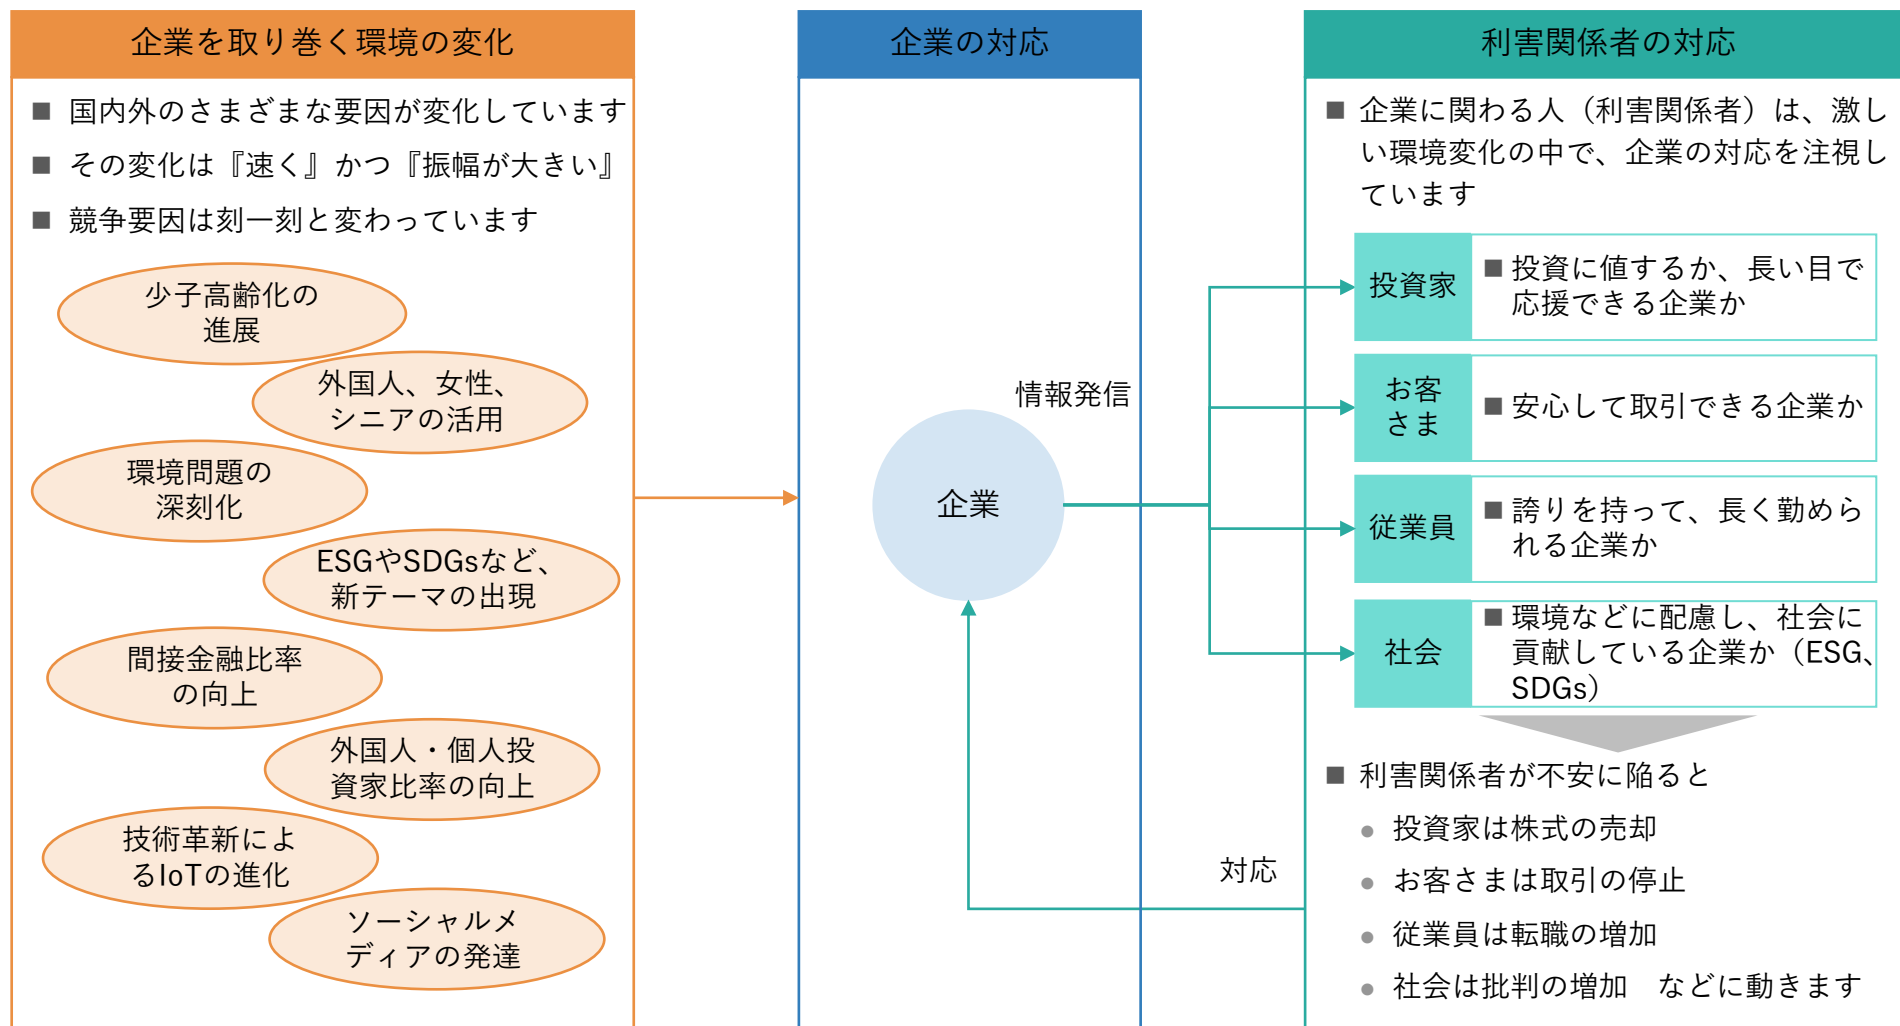 企業を取り巻く環境の変化
■ 国内外のさまざまな要因が変化しています
■ その変化は『速く』かつ『振幅が大きい』
■ 競争要因は刻一刻と変わっています
少子高齢化の
進展
外国人、女性、
シニアの活用
環境問題の
深刻化
ESGやSDGsなど、
新テーマの出現
間接金融比率
の向上
外国人・個人投
資家比率の向上
技術革新によ
るIoTの進化
ソーシャルメ
ディアの発達
企業の対応
情報発信
企業
対応
利害関係者の対応
■ 企業に関わる人（利害関係者）は、激し
い環境変化の中で、企業の対応を注視し
ています
投資家
■ 投資に値するか、長い目で
応援できる企業か
お客
さま
■ 安心して取引できる企業か
従業員
■ 誇りを持って、長く勤めら
れる企業か
社会
■ 環境などに配慮し、社会に
貢献している企業か（ESG、
SDGs）
■ 利害関係者が不安に陥ると
● 投資家は株式の売却
● お客さまは取引の停止
● 従業員は転職の増加
● 社会は批判の増加　などに動きます